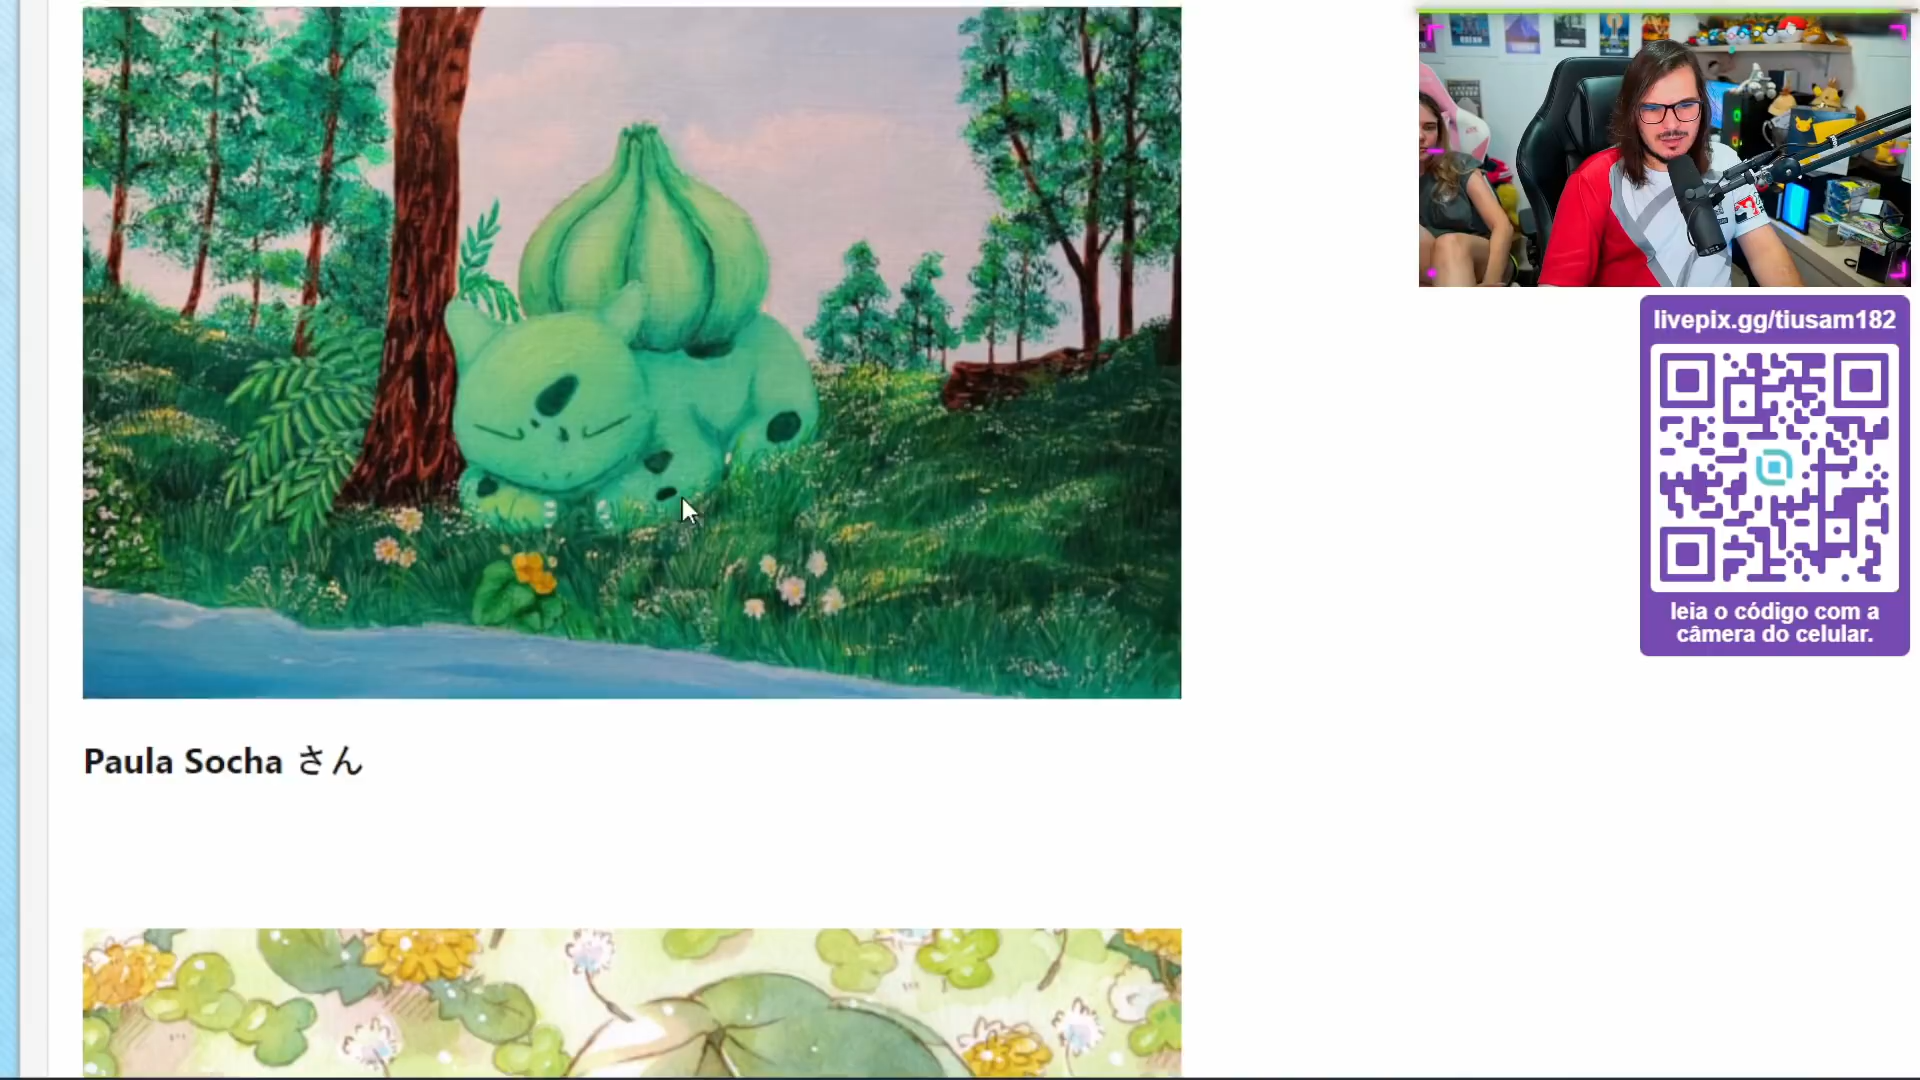 livepix.gg/tiusam182
leia o código com a
câmera do celular.
Paula Socha さん